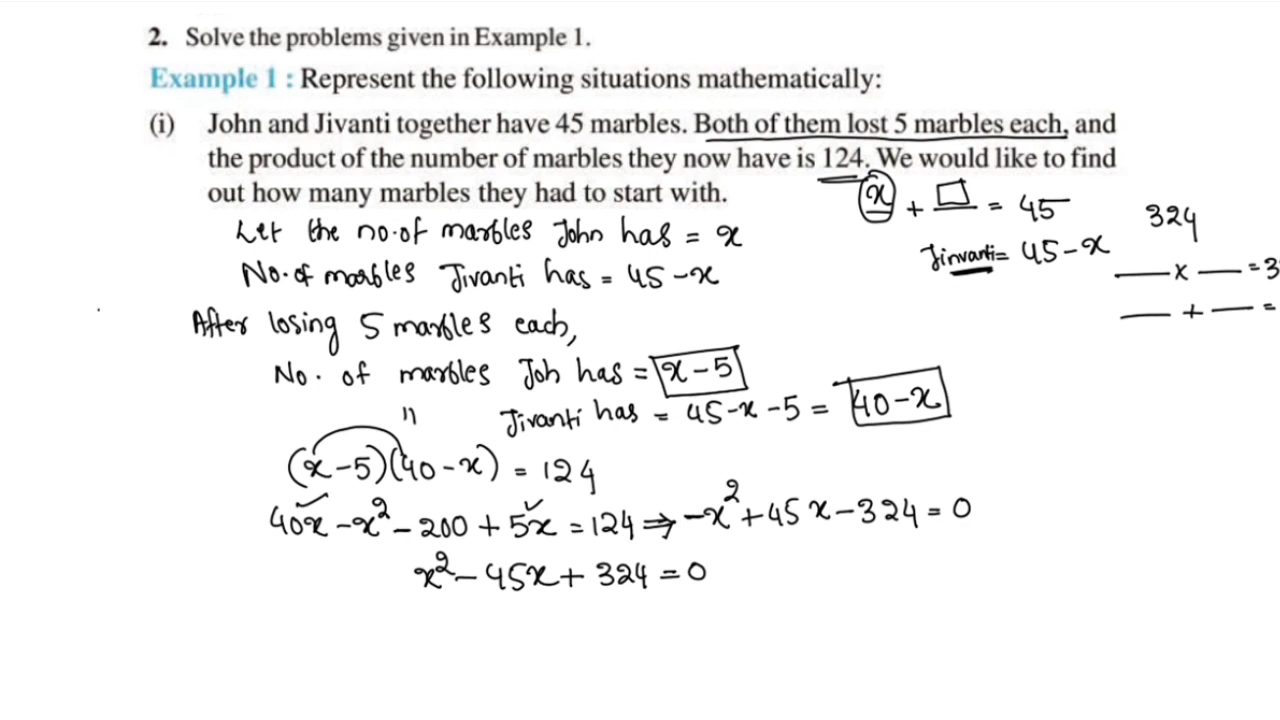 2. Solve the problems given in Example 1.
Example 1 : Represent the following situations mathematically:
(i) John and Jivanti together have 45 marbles. Both of them lost 5 marbles each, and
the product of the number of marbles they now have is 124. We would like to find
out how many marbles they had to start with.
x + □ = 45
Let the no.of marbles John has = x
No.of marbles Jivanti has = 45-x
Jinvarti= 45-x
324
— x — =3
— + — =
After losing 5 marbles each,
No. of marbles Joh has = x-5
" Jivanti has = 45-x-5 = 40-x
(x-5)(40-x) = 124
40x -x² - 200 + 5x = 124 ⇒ -x² + 45x - 324 = 0
x² - 45x + 324 = 0